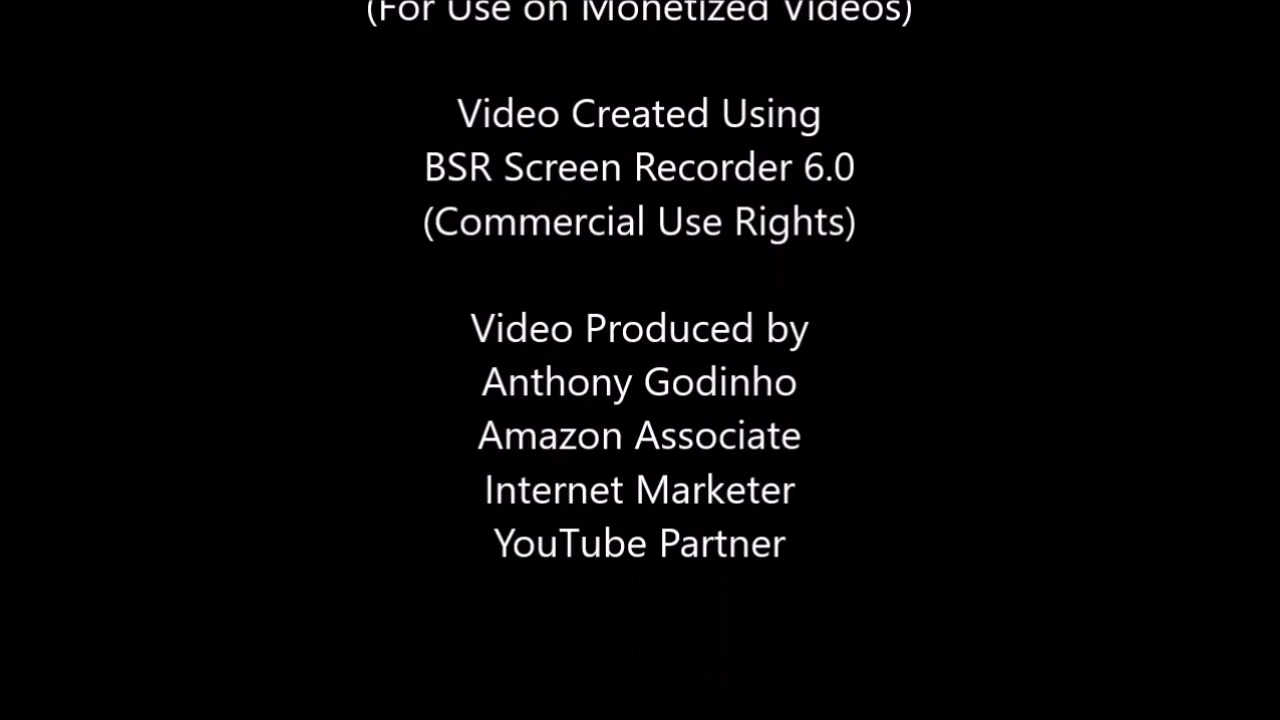 (For Use on Monetized Videos)
Video Created Using
BSR Screen Recorder 6.0
(Commercial Use Rights)
Video Produced by
Anthony Godinho
Amazon Associate
Internet Marketer
YouTube Partner